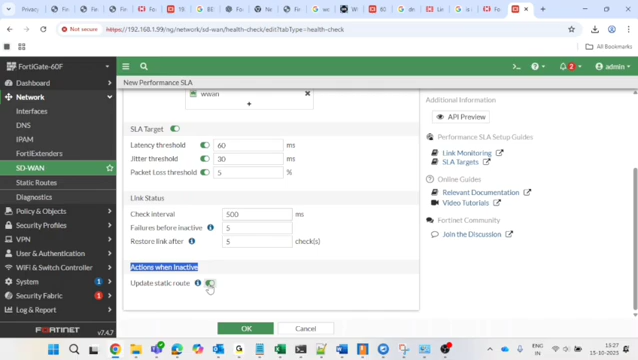 Privacy
Not secure
https://192.168.1.99/ng/sdwan/health-check/edit?tabType=health-check
All Bookmarks
FortiGate-60F
admin
2
Dashboard
Network
Interfaces
DNS
IPAM
FortiExtenders
SD-WAN
Static Routes
Diagnostics
Policy & Objects
Security Profiles
VPN
User & Authentication
WiFi & Switch Controller
System 1
Security Fabric 1
Log & Report
FORTINET
v7.4.7
New Performance SLA
wwan
SLA Target
Latency threshold 60 ms
Jitter threshold 30 ms
Packet Loss threshold 5 %
Link Status
Check interval 500 ms
Failures before inactive 5
Restore link after 5 check(s)
Actions when Inactive
Update static route
OK Cancel
Additional Information
API Preview
Performance SLA Setup Guides
Link Monitoring
SLA Targets
Online Guides
Relevant Documentation
Video Tutorials
Fortinet Community
Join the Discussion
ENG
IN
13:27
15-10-2025